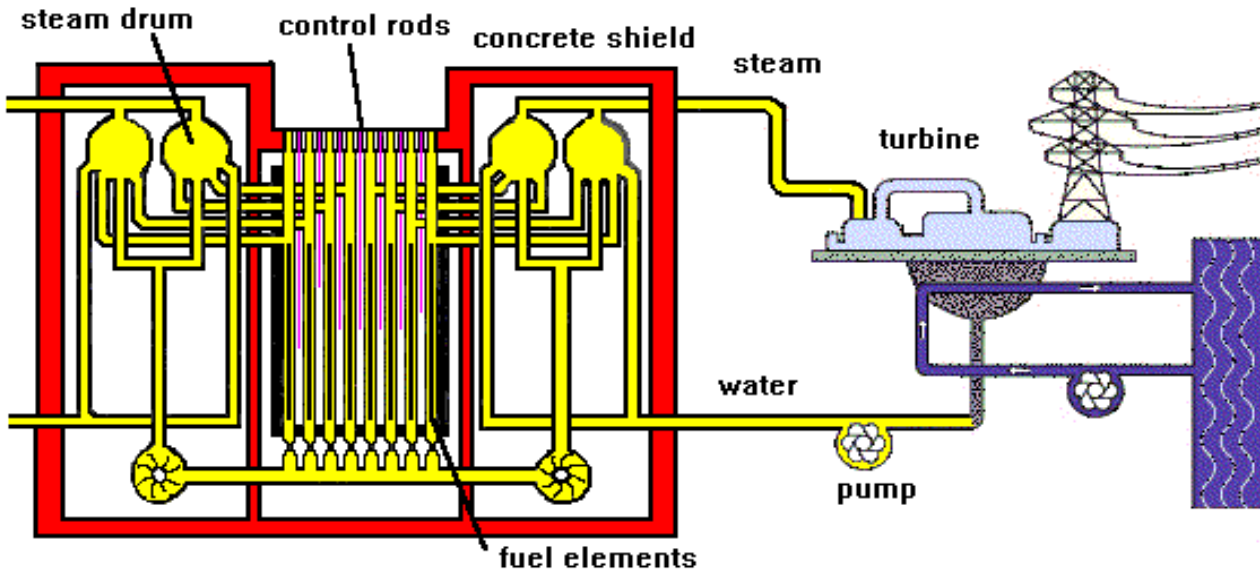 steam drum
control rods
concrete shield
steam
turbine
water
pump
fuel elements